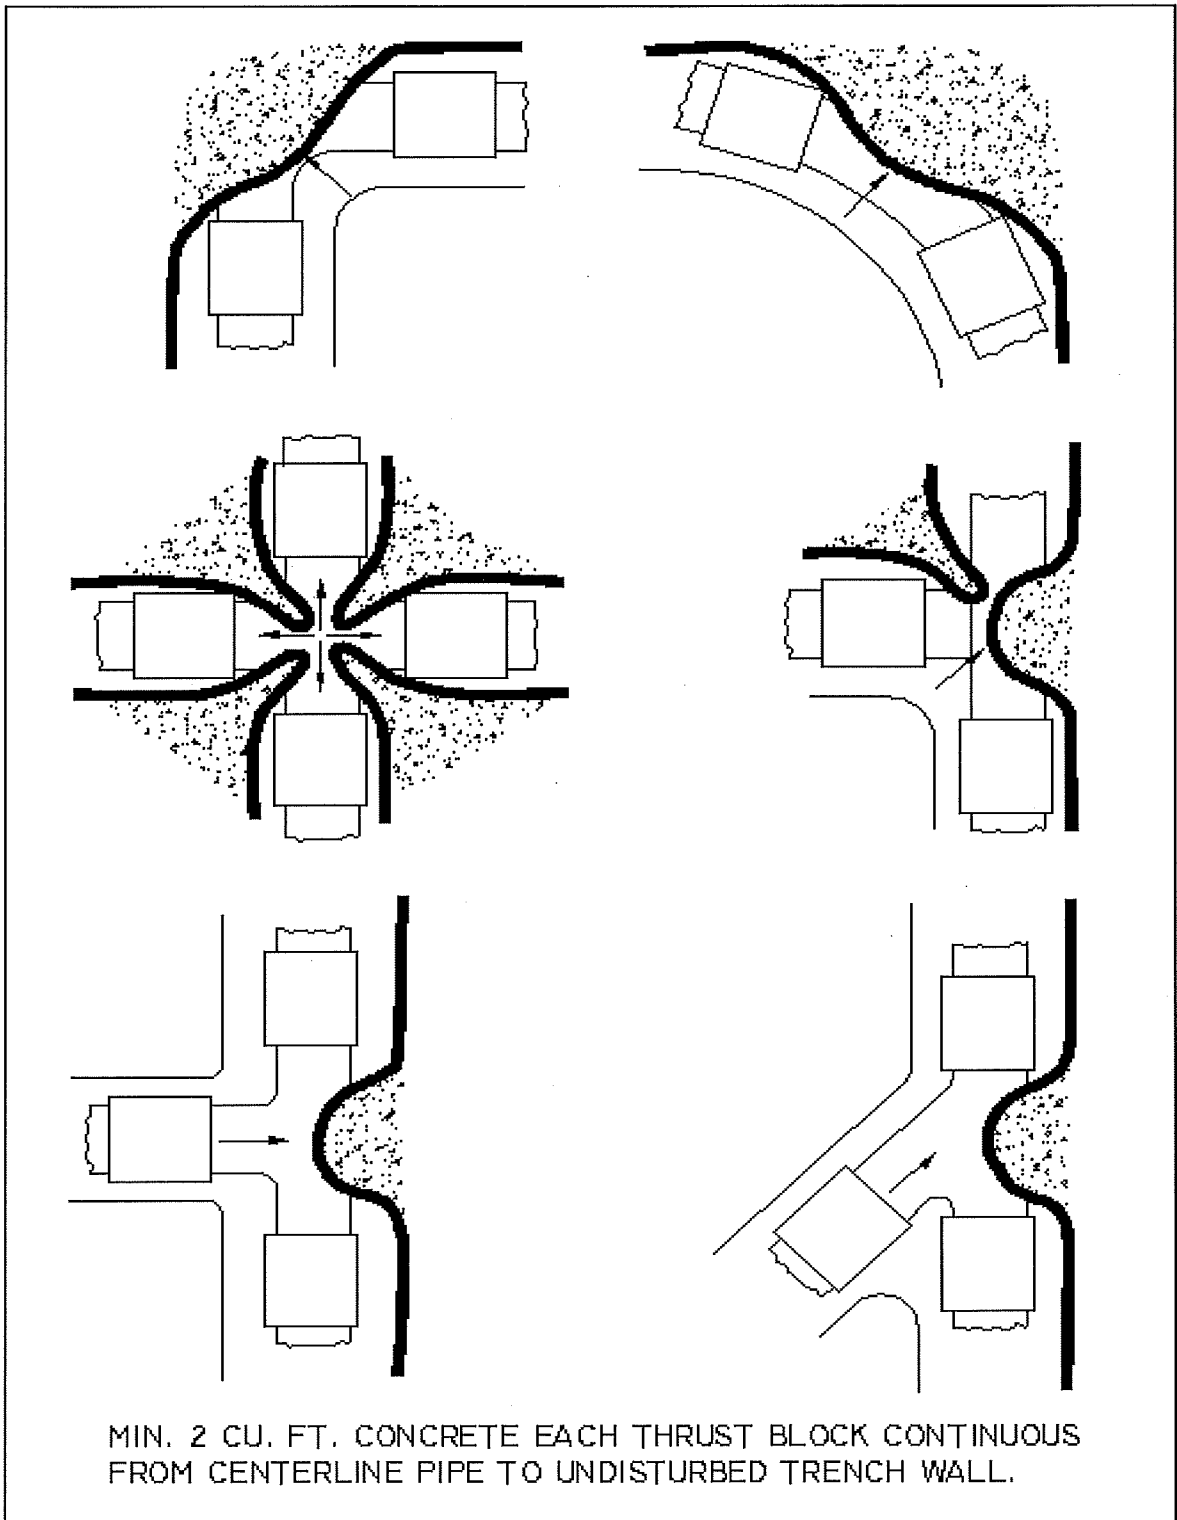 MIN. 2 CU. FT. CONCRETE EACH THRUST BLOCK CONTINUOUS
FROM CENTERLINE PIPE TO UNDISTURBED TRENCH WALL.